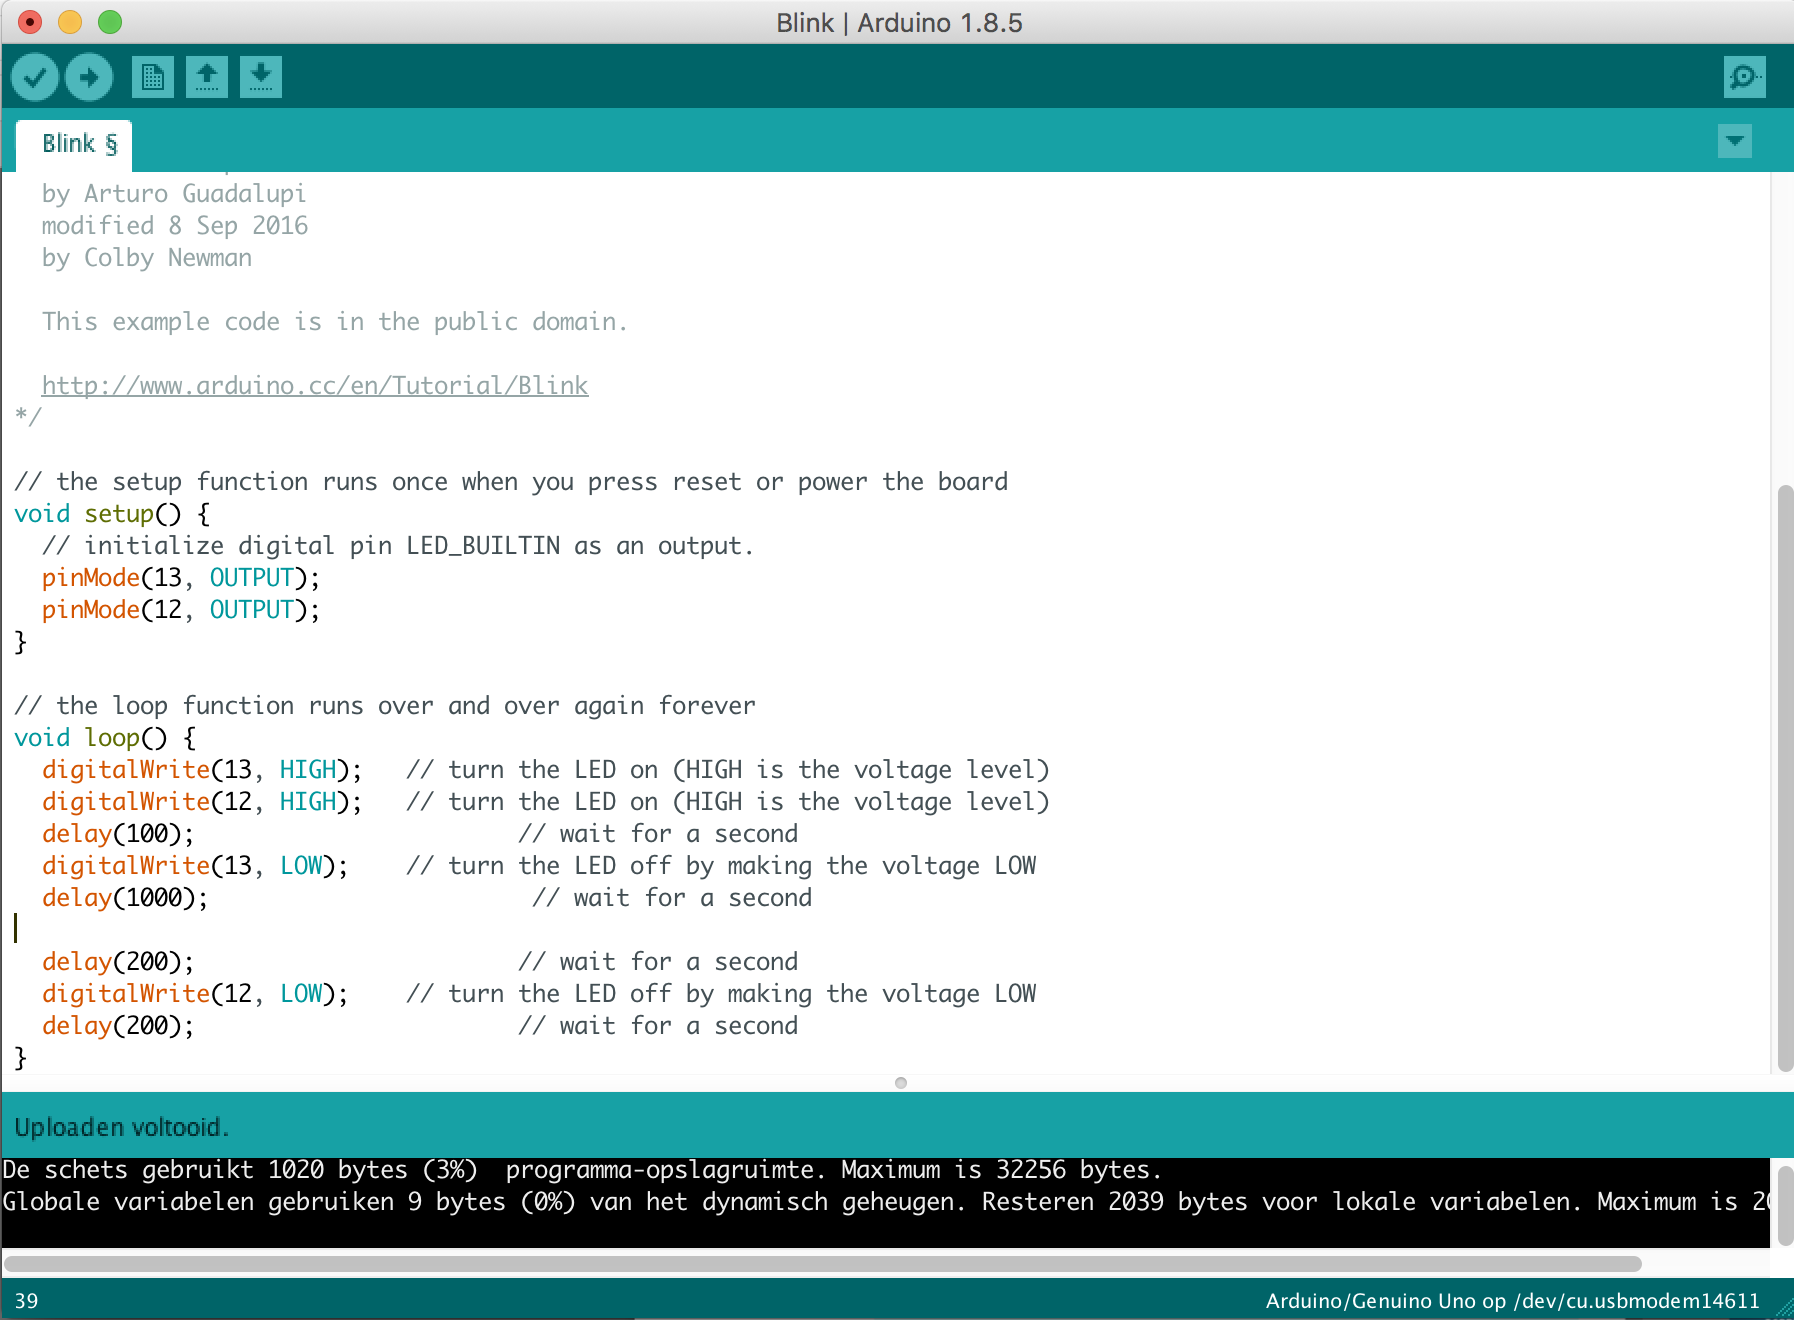 Blink | Arduino 1.8.5
Blink §
by Arturo Guadalupi
modified 8 Sep 2016
by Colby Newman
This example code is in the public domain.
http://www.arduino.cc/en/Tutorial/Blink
*/
// the setup function runs once when you press reset or power the board
void setup() {
// initialize digital pin LED_BUILTIN as an output.
pinMode(13, OUTPUT);
pinMode(12, OUTPUT);
}
// the loop function runs over and over again forever
void loop() {
digitalWrite(13, HIGH);   // turn the LED on (HIGH is the voltage level)
digitalWrite(12, HIGH);   // turn the LED on (HIGH is the voltage level)
delay(100);                       // wait for a second
digitalWrite(13, LOW);    // turn the LED off by making the voltage LOW
delay(1000);                       // wait for a second
delay(200);                       // wait for a second
digitalWrite(12, LOW);    // turn the LED off by making the voltage LOW
delay(200);                       // wait for a second
}
Uploaden voltooid.
De schets gebruikt 1020 bytes (3%)  programma-opslagruimte. Maximum is 32256 bytes.
Globale variabelen gebruiken 9 bytes (0%) van het dynamisch geheugen. Resteren 2039 bytes voor lokale variabelen. Maximum is
39
Arduino/Genuino Uno op /dev/cu.usbmodem14611